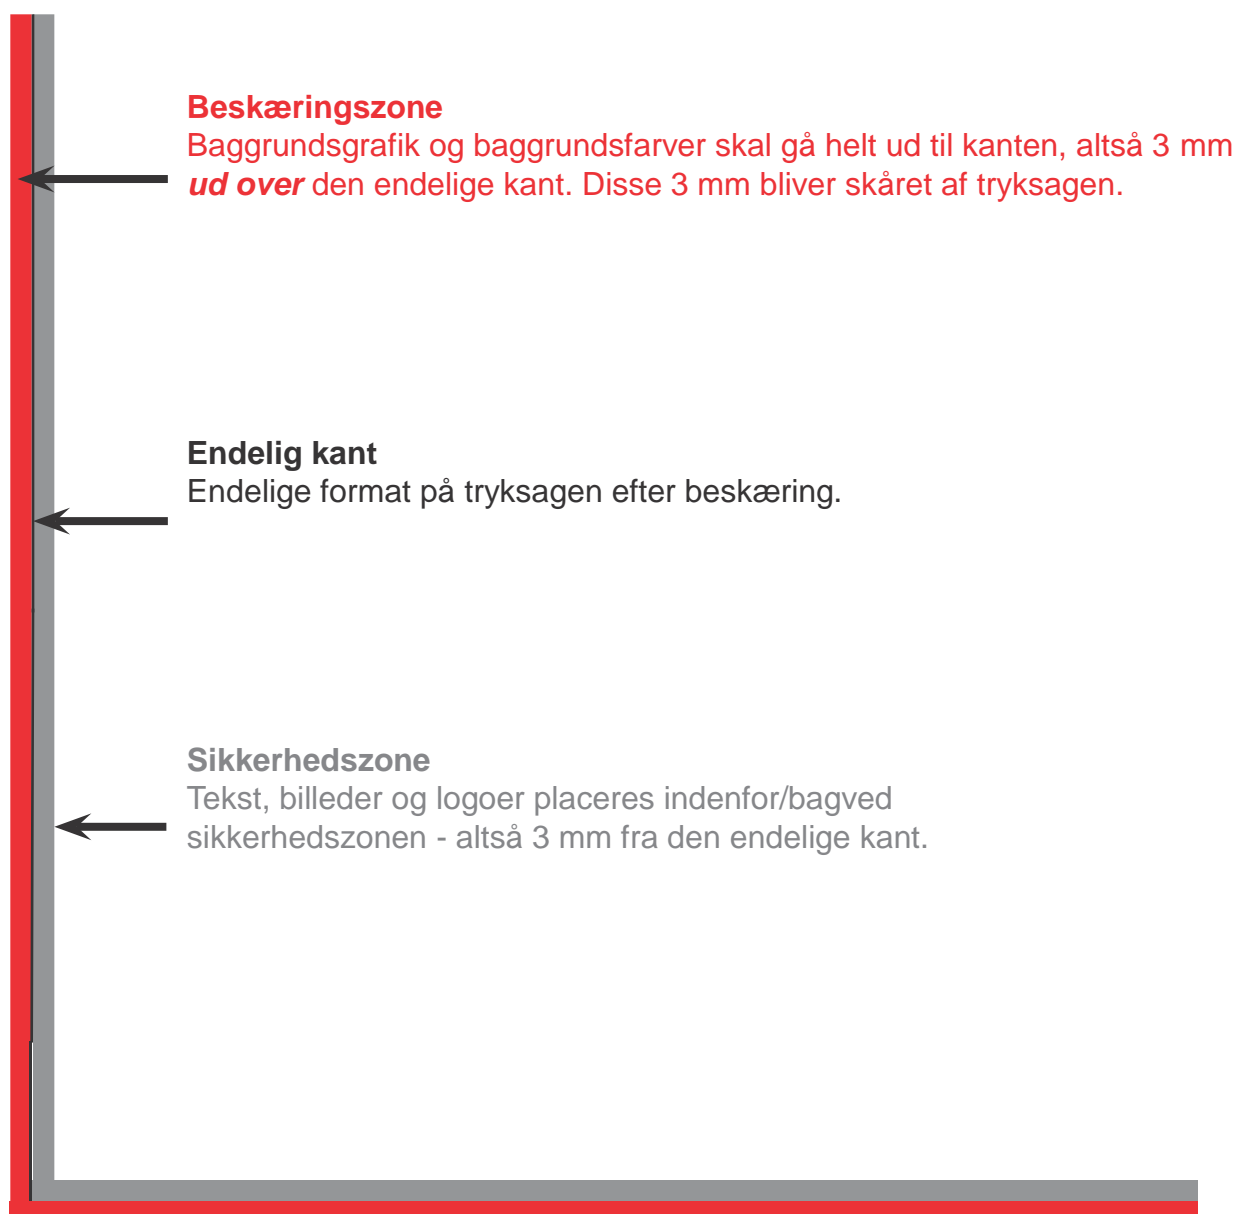 Beskæringszone
Baggrundsgrafik og baggrundsfarver skal gå helt ud til kanten, altså 3 mm
ud over den endelige kant. Disse 3 mm bliver skåret af tryksagen.
Endelig kant
Endelige format på tryksagen efter beskæring.
Sikkerhedszone
Tekst, billeder og logoer placeres indenfor/bagved
sikkerhedszonen - altså 3 mm fra den endelige kant.